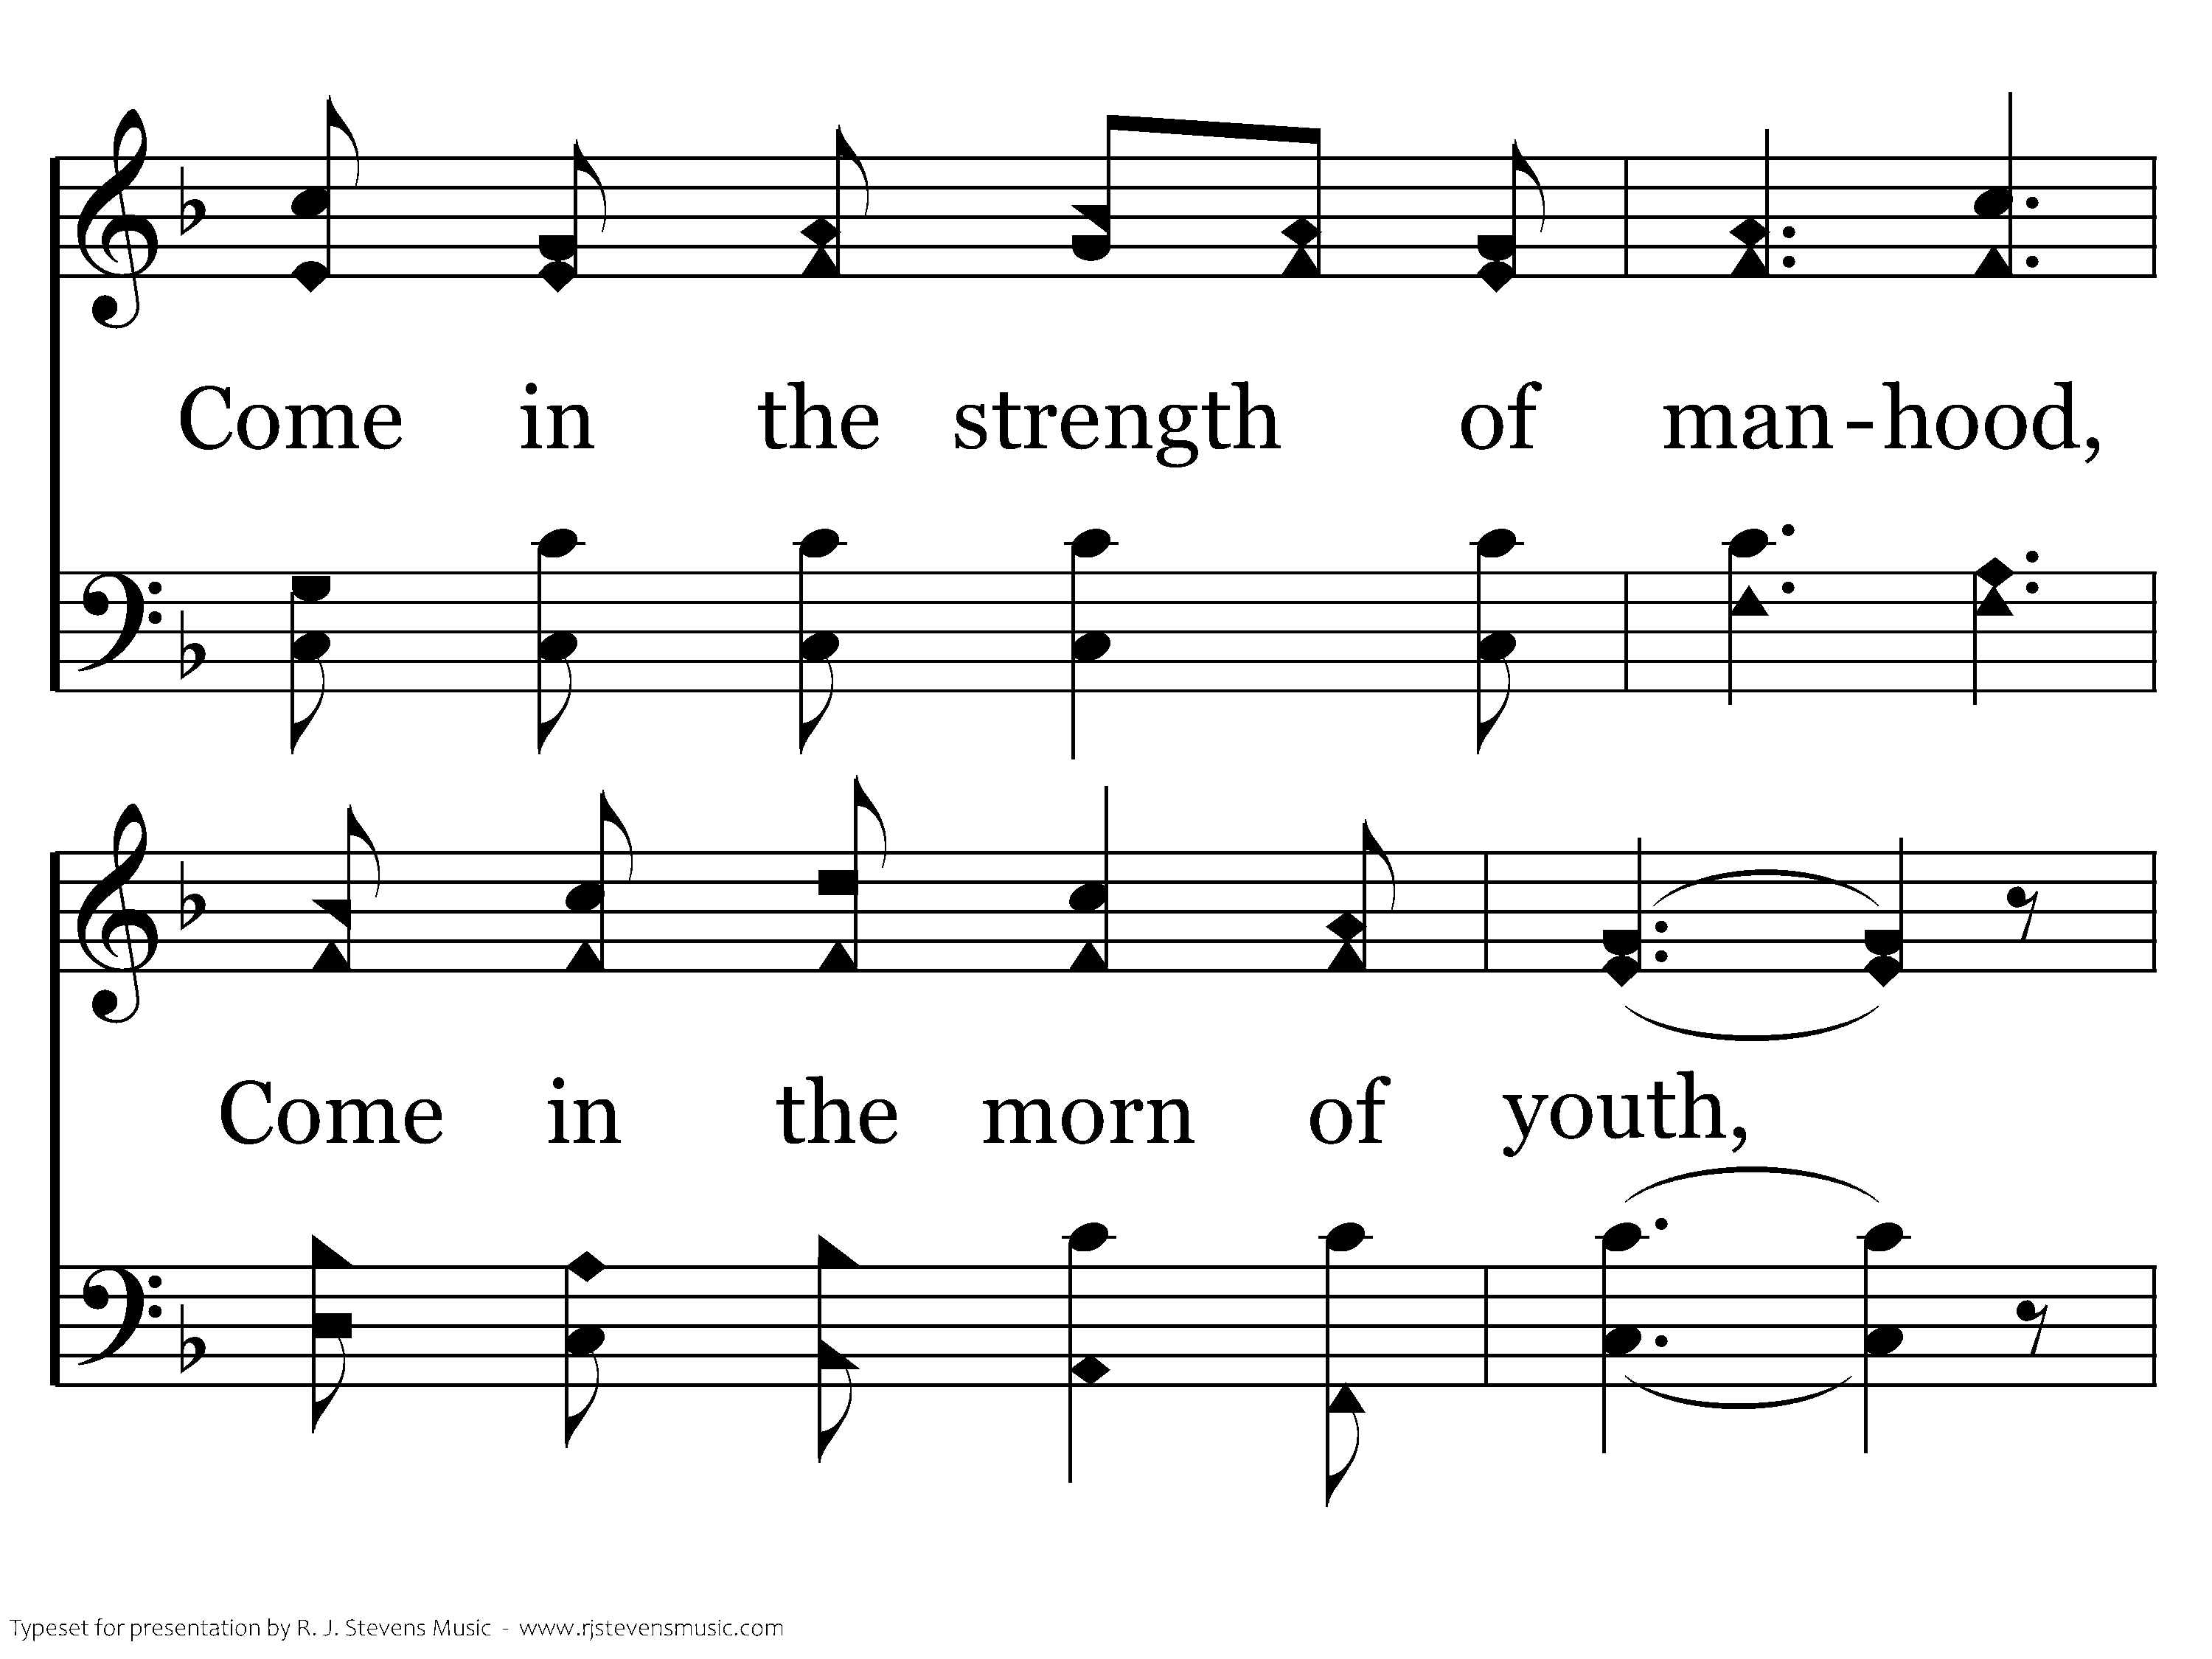 Come in the strength of man-hood,
Come in the morn of youth,
Typeset for presentation by R. J. Stevens Music - www.rjstevensmusic.com